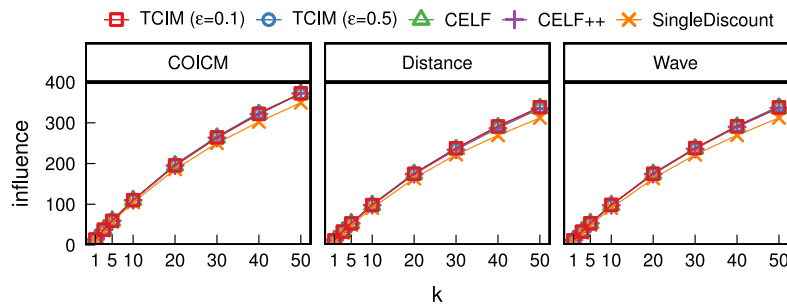 TCIM (ε=0.1) TCIM (ε=0.5) CELF CELF++ SingleDiscount
COICM Distance Wave
400
300
200
100
0
influence
1 5 10 20 30 40 50 1 5 10 20 30 40 50 1 5 10 20 30 40 50
k